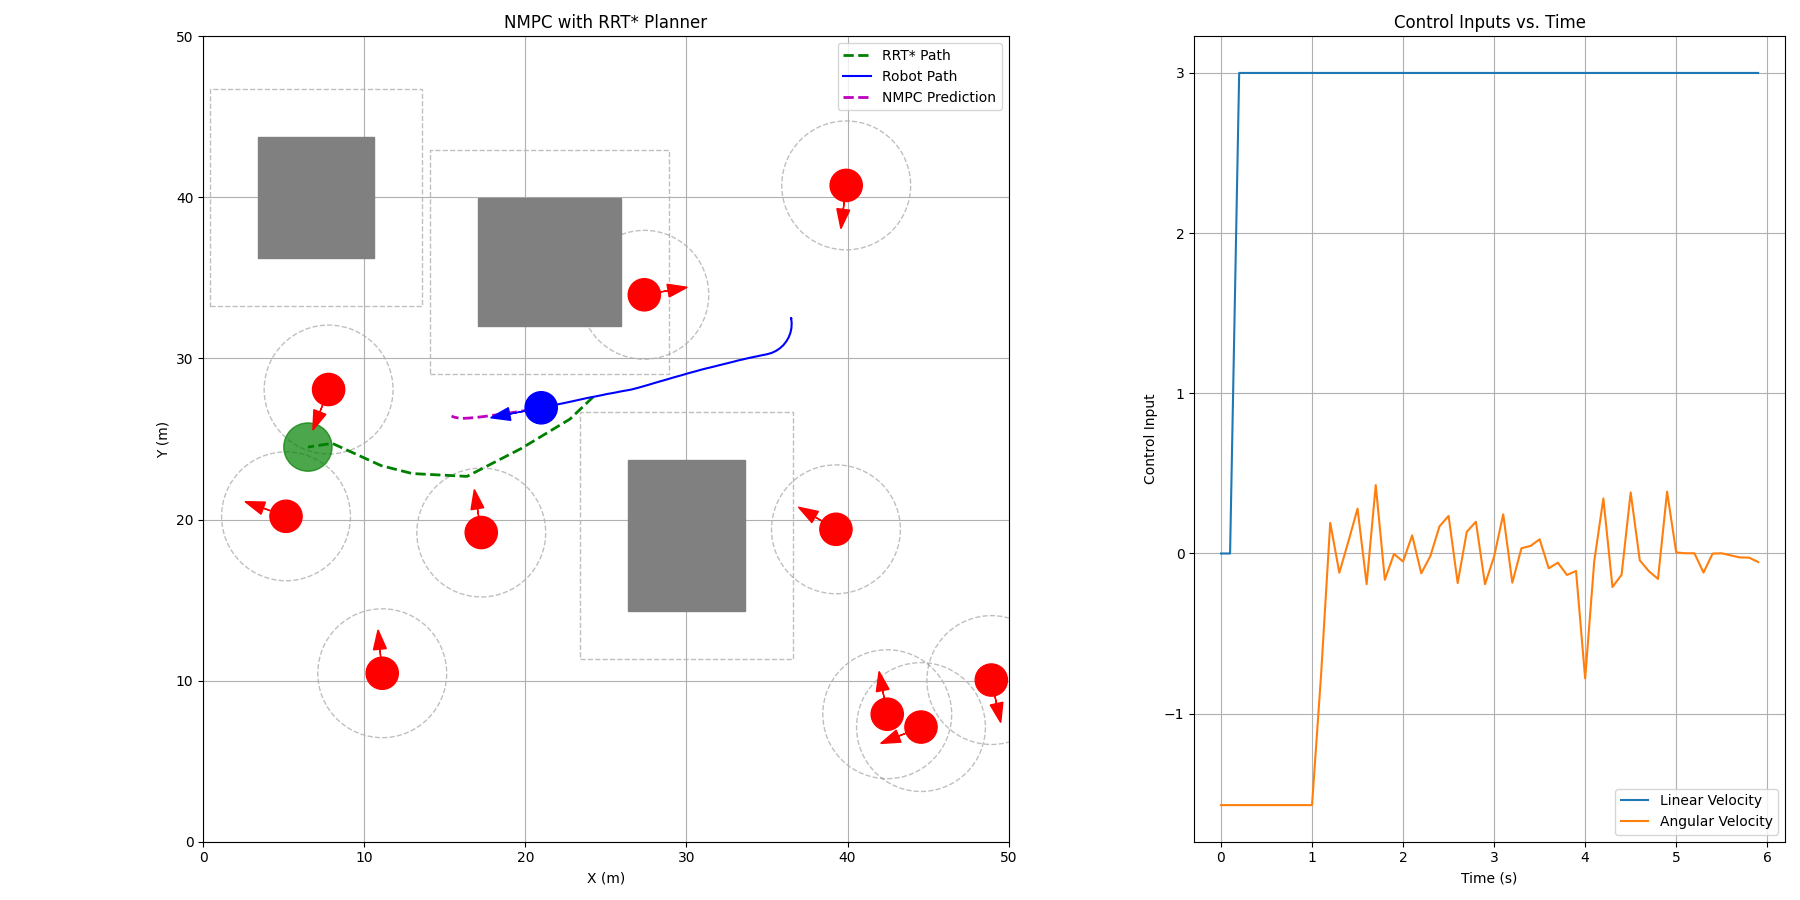 NMPC with RRT* Planner
50
40
30
20
10
0
Y (m)
0 10 20 30 40 50
X (m)
RRT* Path
Robot Path
NMPC Prediction
Control Inputs vs. Time
3
2
1
0
−1
Control Input
0 1 2 3 4 5 6
Time (s)
Linear Velocity
Angular Velocity